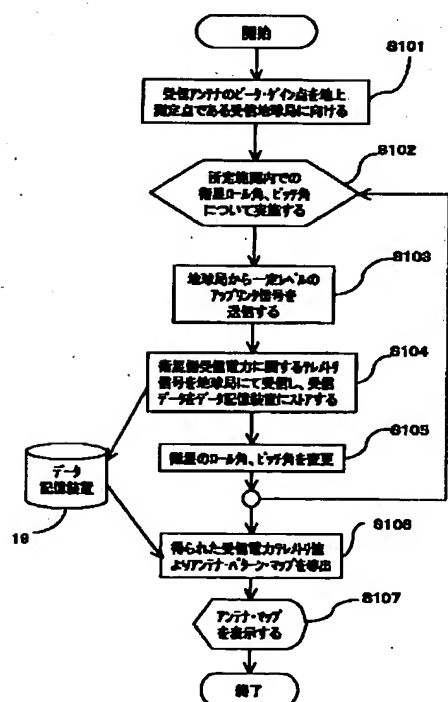 開始
S101
受信アンテナのピーク・ゲイン点を地上
測定点である受信地球局に向ける
S102
所定範囲内での
衛星ロール角、ピッチ角
について実施する
S103
地球局から一定レベルの
アップリンク信号を
送信する
S104
衛星側受信電力に関するテレメトリ
信号を地球局にて受信し、受信
データをデータ記憶装置にストアする
S105
衛星のロール角、ピッチ角を変更
データ
記憶装置
19
S106
得られた受信電力テレメトリ値
よりアンテナ・パターン・マップを導出
S107
アンテナ・マップ
を表示する
終了